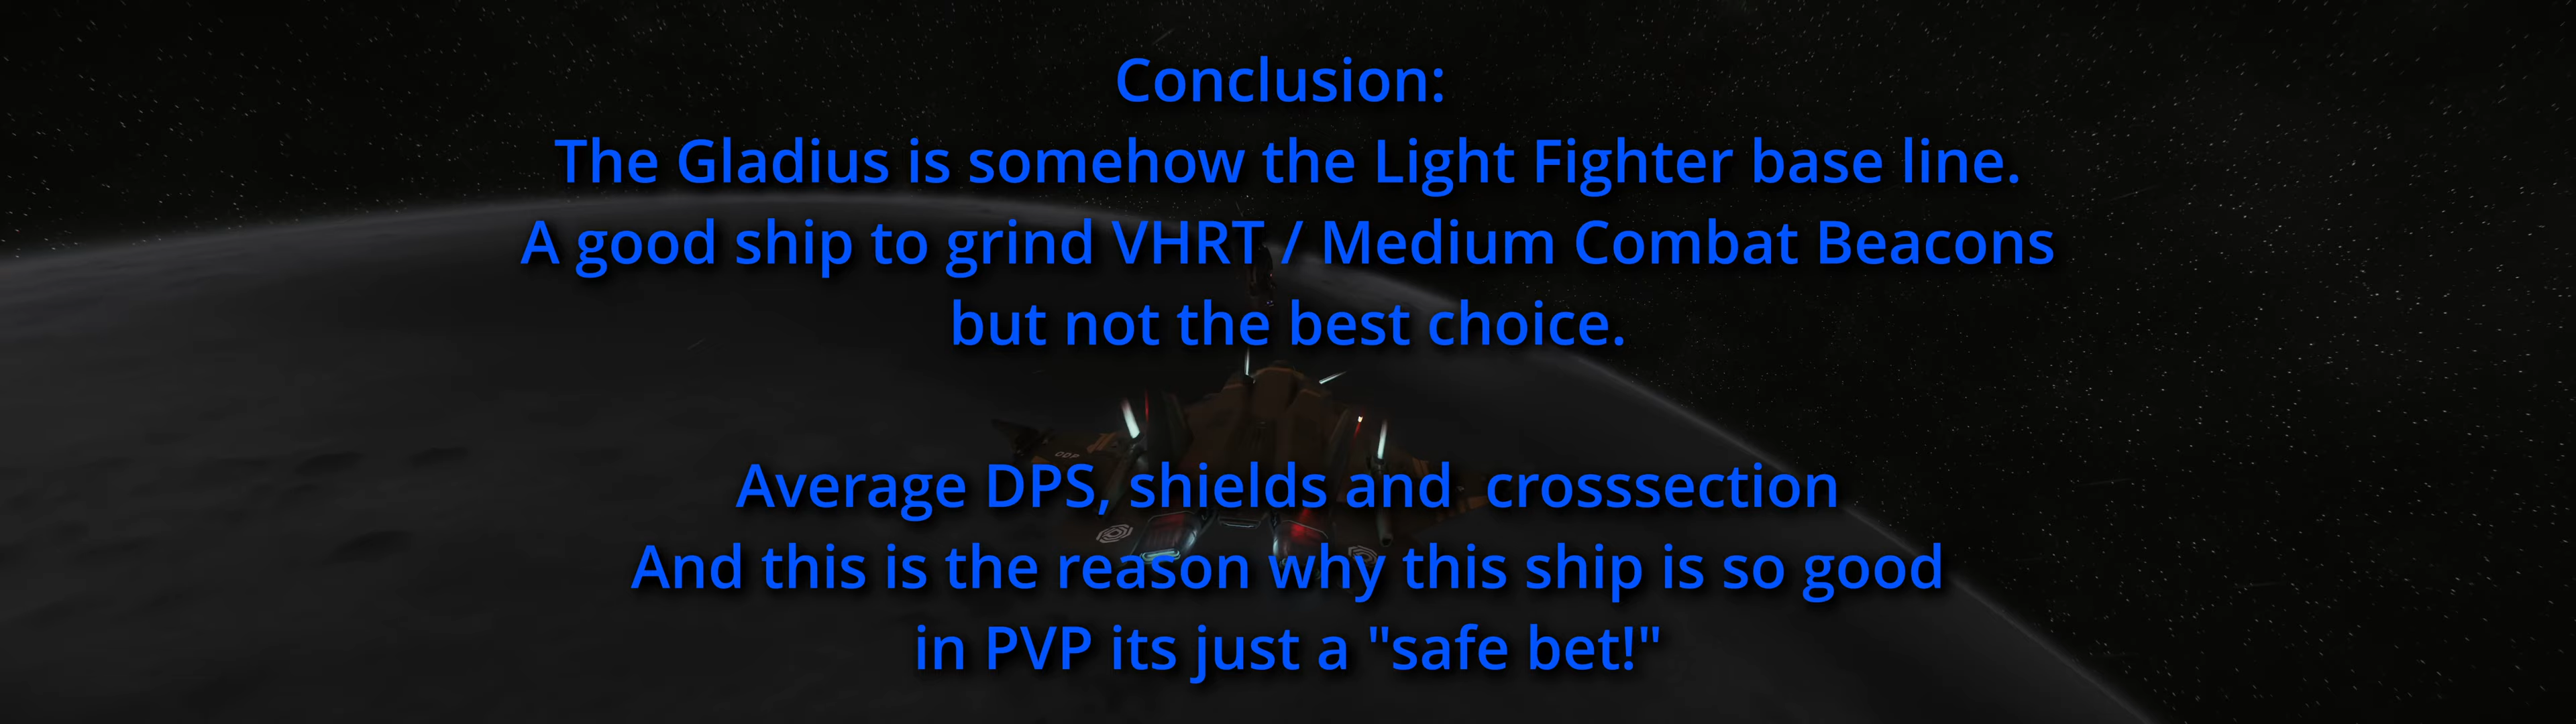 Conclusion:
The Gladius is somehow the Light Fighter base line.
A good ship to grind VHRT / Medium Combat Beacons
but not the best choice.
ODP
Average DPS, shields and  crosssection
And this is the reason why this ship is so good
in PVP its just a "safe bet!"